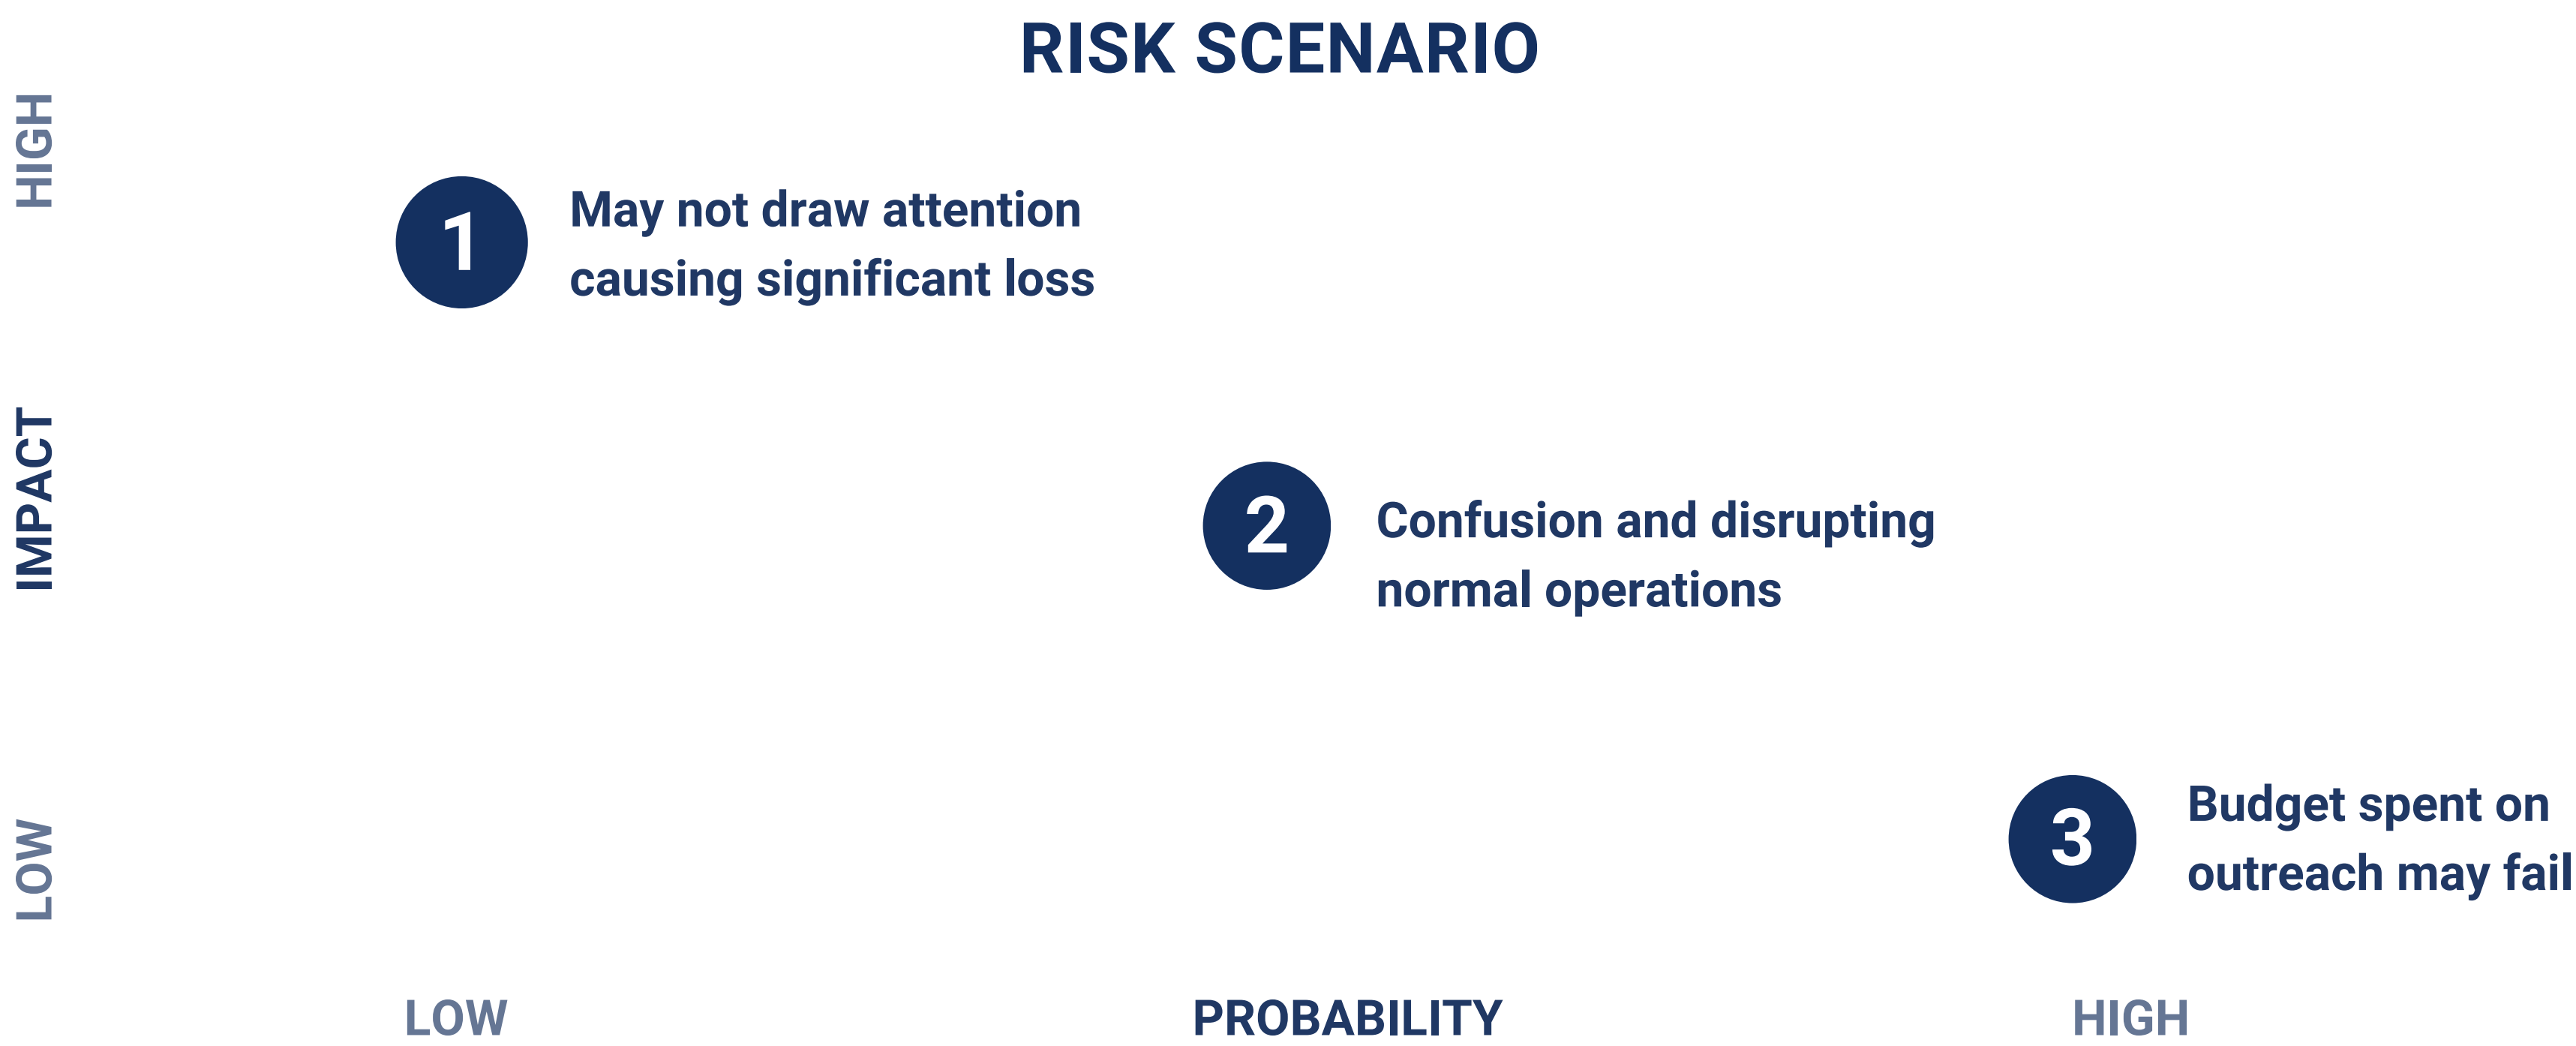 RISK SCENARIO
HIGH
1
May not draw attention
causing significant loss
IMPACT
2
Confusion and disrupting
normal operations
LOW
3
Budget spent on
outreach may fail
LOW
PROBABILITY
HIGH